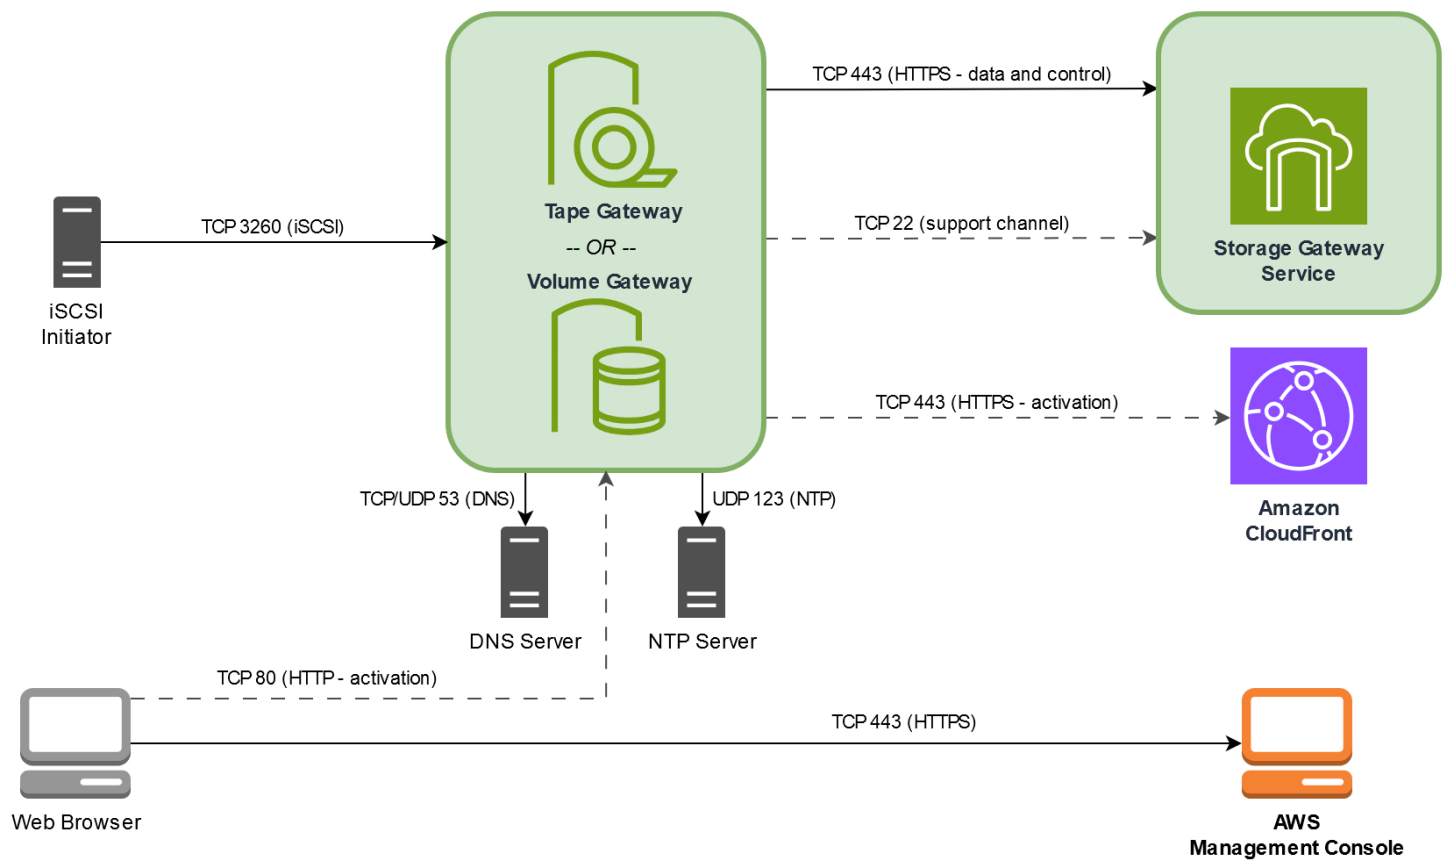 TCP 443 (HTTPS - data and control)
Tape Gateway
TCP 3260 (iSCSI)
TCP 22 (support channel)
-- OR --
Storage Gateway
Service
Volume Gateway
iSCSI
Initiator
TCP 443 (HTTPS - activation)
TCP/UDP 53 (DNS)
UDP 123 (NTP)
Amazon
CloudFront
DNS Server
NTP Server
TCP 80 (HTTP - activation)
TCP 443 (HTTPS)
Web Browser
AWS
Management Console